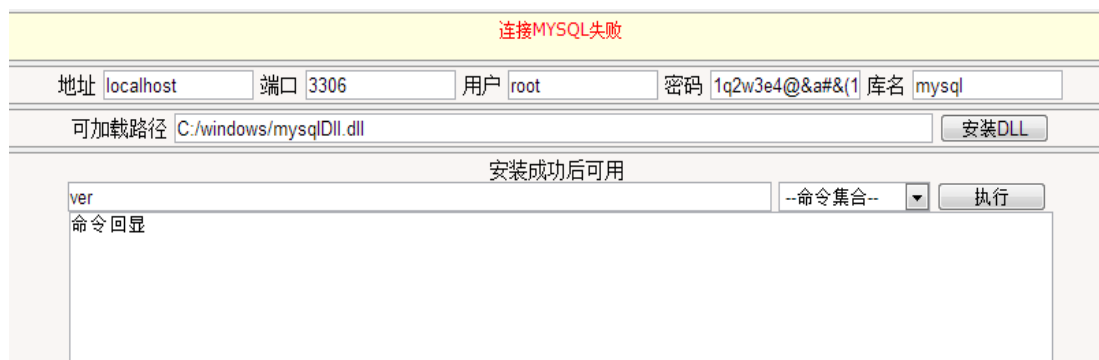 连接MYSQL失败
地址 localhost 端口 3306 用户 root 密码 1q2w3e4@&a#&(1 库名 mysql
可加载路径 C:/windows/mysqlDll.dll 安装DLL
安装成功后可用
ver --命令集合-- 执行
命令回显